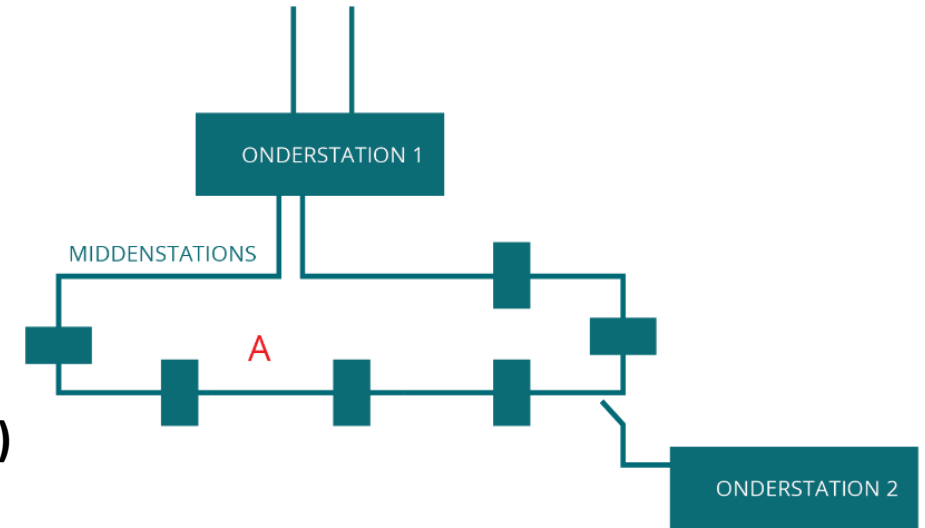 ONDERSTATION 1
MIDDENSTATIONS
A
)
ONDERSTATION 2